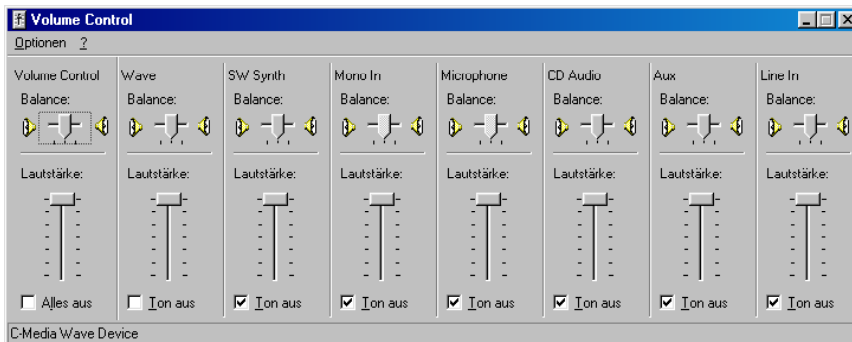 Volume Control
Optionen ?
Volume Control Wave SW Synth Mono In Microphone CD Audio Aux Line In
Balance: Balance: Balance: Balance: Balance: Balance: Balance: Balance:
Lautstärke: Lautstärke: Lautstärke: Lautstärke: Lautstärke: Lautstärke: Lautstärke: Lautstärke:
Alles aus Ton aus Ton aus Ton aus Ton aus Ton aus Ton aus Ton aus
C-Media Wave Device